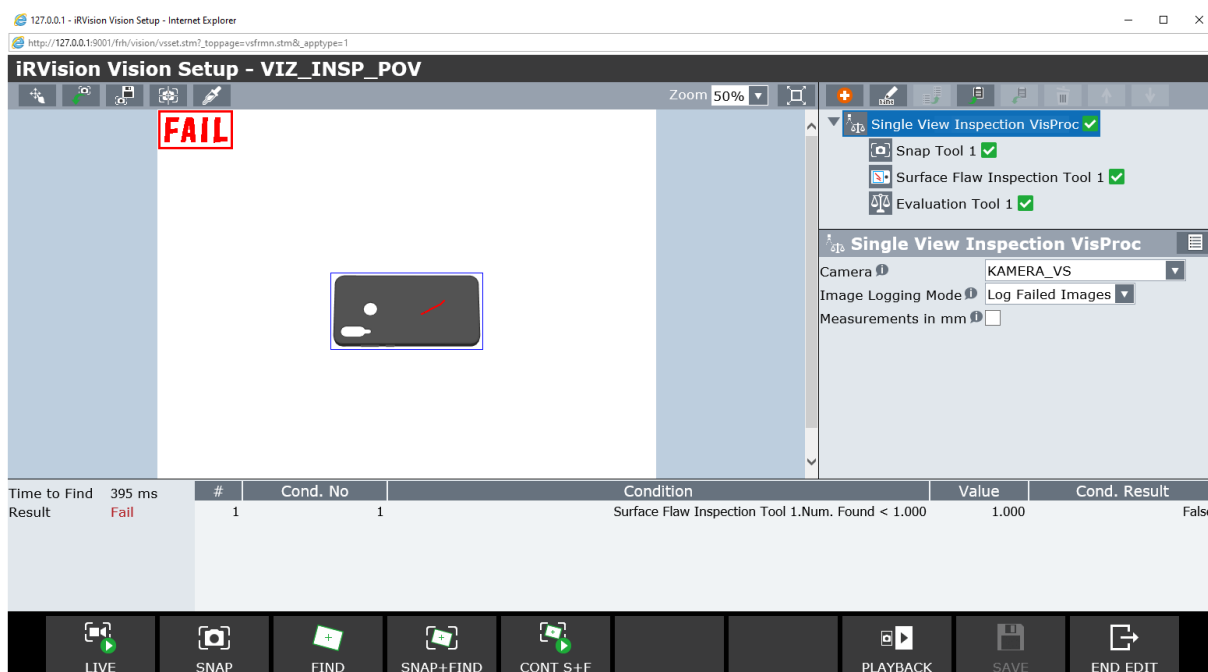 127.0.0.1 - iRVision Vision Setup - Internet Explorer
http://127.0.0.1:9001/frh/vision/vsset.stm?_toppage=vsfrmn.stm&_apptype=1
iRVision Vision Setup - VIZ_INSP_POV
Zoom 50%
FAIL
Single View Inspection VisProc
Snap Tool 1
Surface Flaw Inspection Tool 1
Evaluation Tool 1
Single View Inspection VisProc
Camera KAMERA_VS
Image Logging Mode Log Failed Images
Measurements in mm
Time to Find 395 ms # Cond. No Condition Value Cond. Result
Result Fail 1 1 Surface Flaw Inspection Tool 1.Num. Found < 1.000 1.000 False
LIVE SNAP FIND SNAP+FIND CONT S+F PLAYBACK SAVE END EDIT